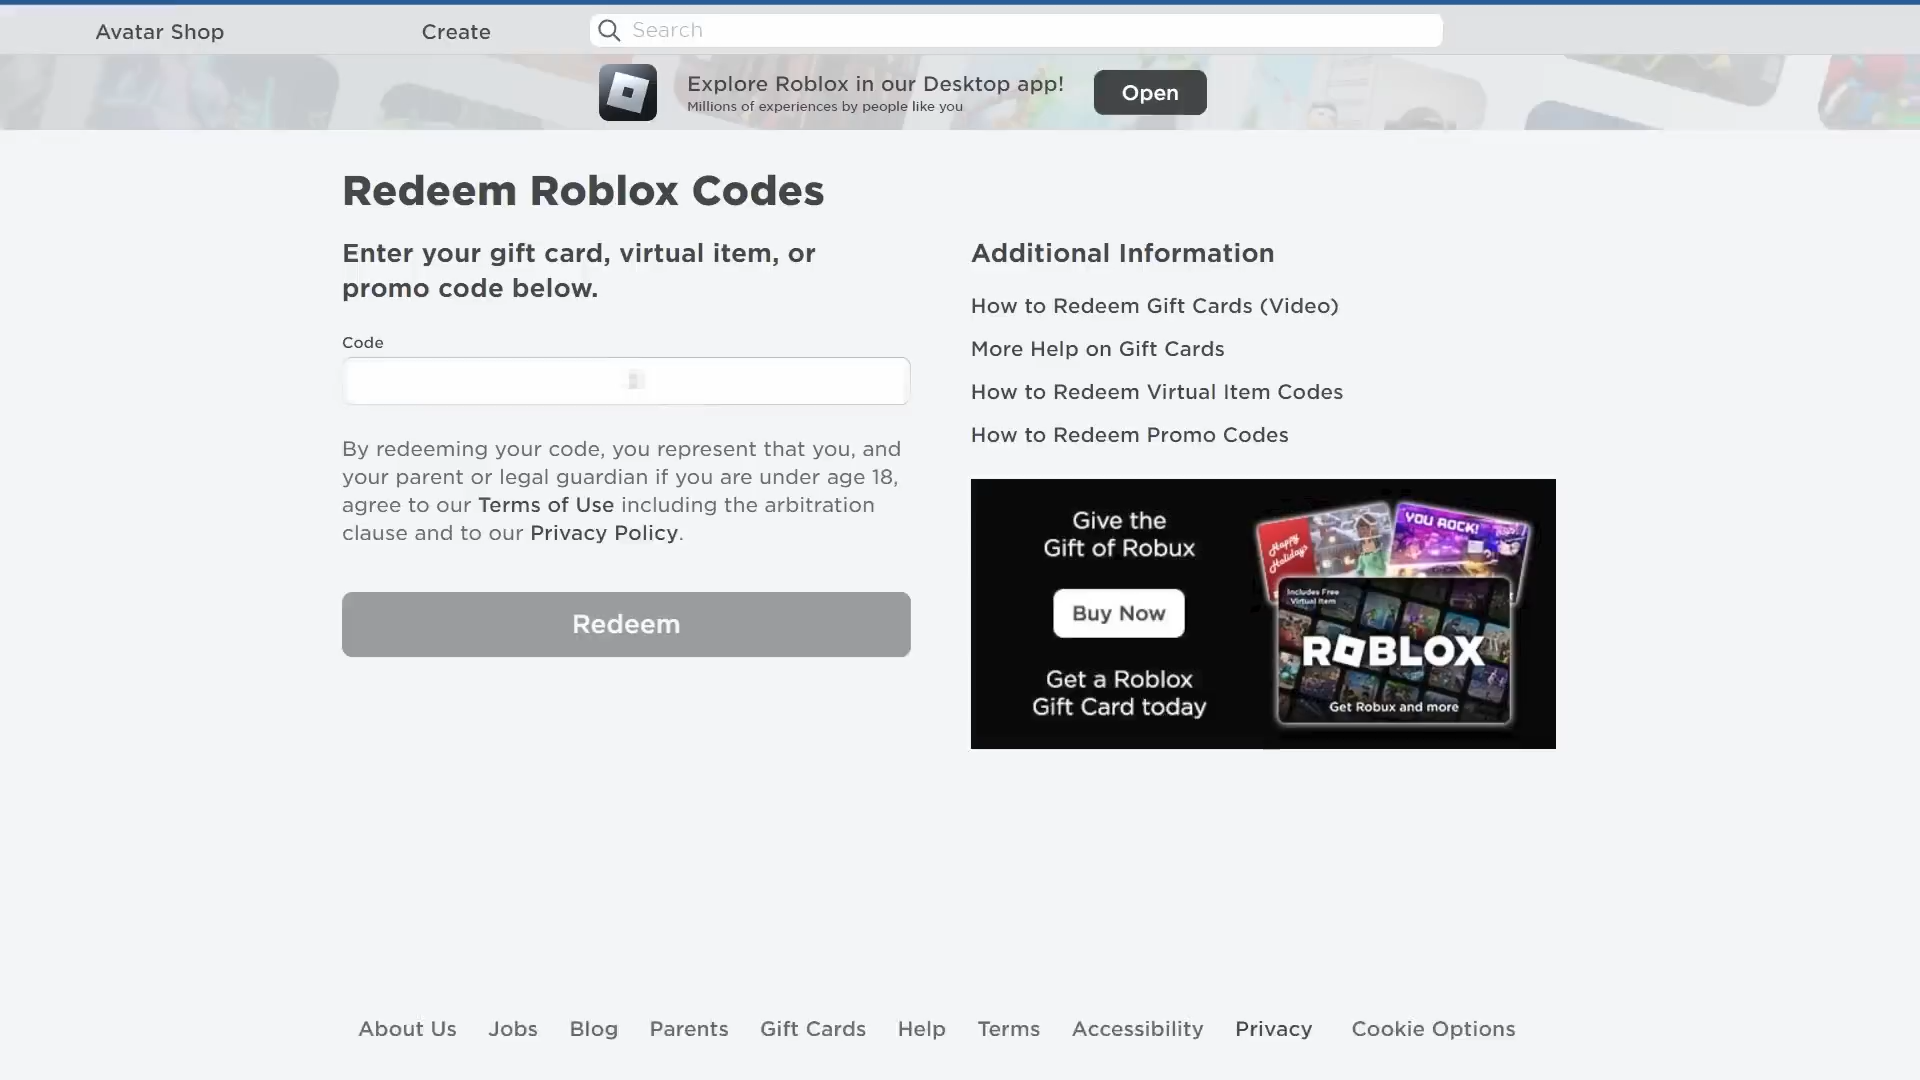 Avatar Shop
Create
Search
Explore Roblox in our Desktop app!
Millions of experiences by people like you
Open
Redeem Roblox Codes
Enter your gift card, virtual item, or
promo code below.
Code
By redeeming your code, you represent that you, and
your parent or legal guardian if you are under age 18,
agree to our Terms of Use including the arbitration
clause and to our Privacy Policy.
Redeem
Additional Information
How to Redeem Gift Cards (Video)
More Help on Gift Cards
How to Redeem Virtual Item Codes
How to Redeem Promo Codes
Give the
Gift of Robux
Buy Now
Get a Roblox
Gift Card today
Happy
Holidays
YOU ROCK!
Includes Free
Virtual Item
ROBLOX
Get Robux and more
About Us
Jobs
Blog
Parents
Gift Cards
Help
Terms
Accessibility
Privacy
Cookie Options